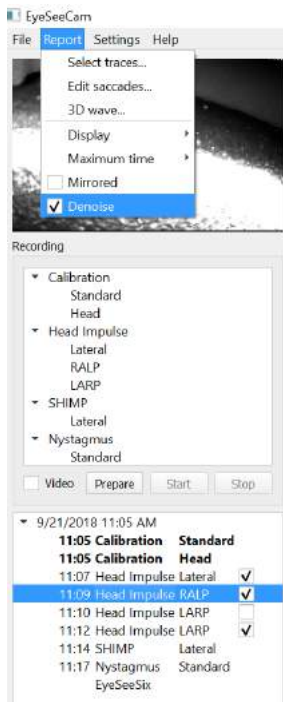 EyeSeeCam
File Report Settings Help
Select traces...
Edit saccades...
3D wave...
Display
Maximum time
Mirrored
Denoise
Recording
Calibration
Standard
Head
Head Impulse
Lateral
RALP
LARP
SHIMP
Lateral
Nystagmus
Standard
Video Prepare Start Stop
9/21/2018 11:05 AM
11:05 Calibration Standard
11:05 Calibration Head
11:07 Head Impulse Lateral
11:09 Head Impulse RALP
11:10 Head Impulse LARP
11:12 Head Impulse LARP
11:14 SHIMP Lateral
11:17 Nystagmus Standard
EyeSeeSix